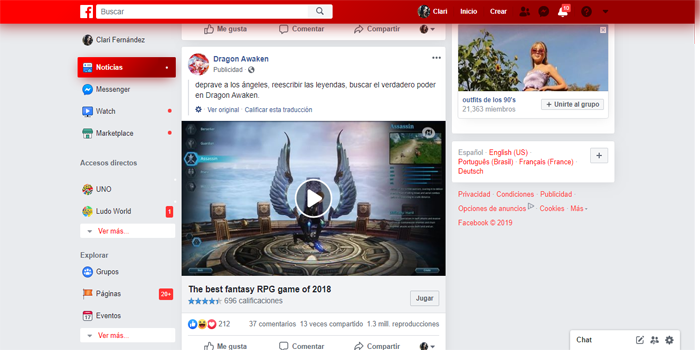 Buscar
Clari
Inicio
Crear
10
Clari Fernández
Noticias
Messenger
Watch
Marketplace
Accesos directos
UNO
Ludo World
1
Ver más...
Explorar
Grupos
Páginas
20+
Eventos
Ver más...
Me gusta
Comentar
Compartir
Dragon Awaken
Publicidad ·
deprave a los ángeles, reescribir las leyendas, buscar el verdadero poder
en Dragon Awaken.
Ver original · Calificar esta traducción
Assassin
The best fantasy RPG game of 2018
696 calificaciones
Jugar
212
37 comentarios 13 veces compartido 1.3 mill. reproducciones
Me gusta
Comentar
Compartir
outfits de los 90's
21,363 miembros
+ Unirte al grupo
Español · English (US) ·
Português (Brasil) · Français (France) ·
Deutsch
+
Privacidad · Condiciones · Publicidad
Opciones de anuncios · Cookies · Más
Facebook © 2019
Chat